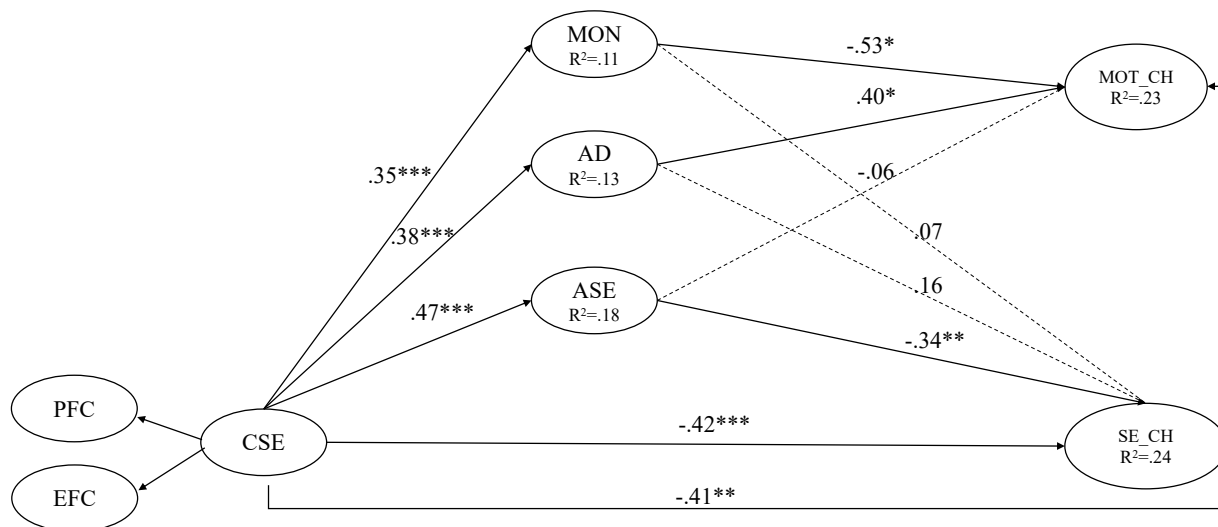 MON
R²=.11
-.53*
MOT_CH
R²=.23
.40*
.35***
AD
R²=.13
-.06
.38***
.07
.16
ASE
R²=.18
.47***
-.34**
PFC
CSE
-.42***
SE_CH
R²=.24
EFC
-.41**